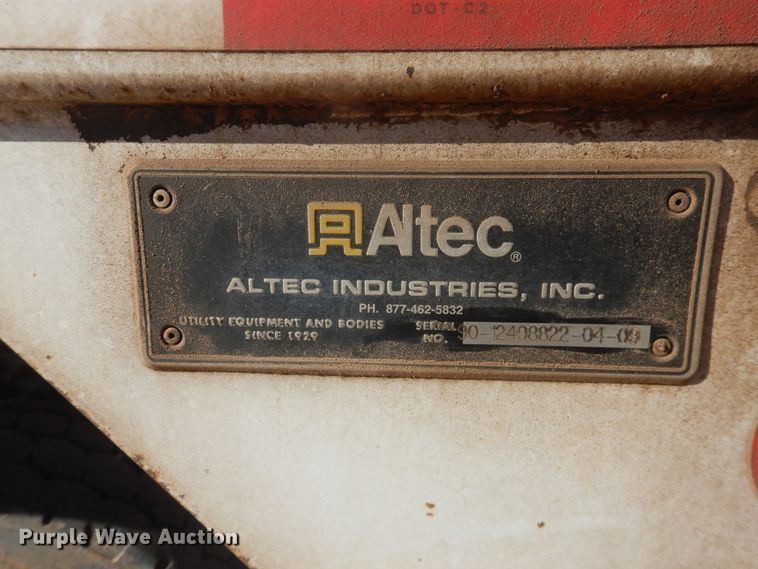 DOT-C2
Altec®
ALTEC INDUSTRIES, INC.
PH. 877-462-5832
UTILITY EQUIPMENT AND BODIES
SINCE 1929
SERIAL
NO.
Purple Wave Auction